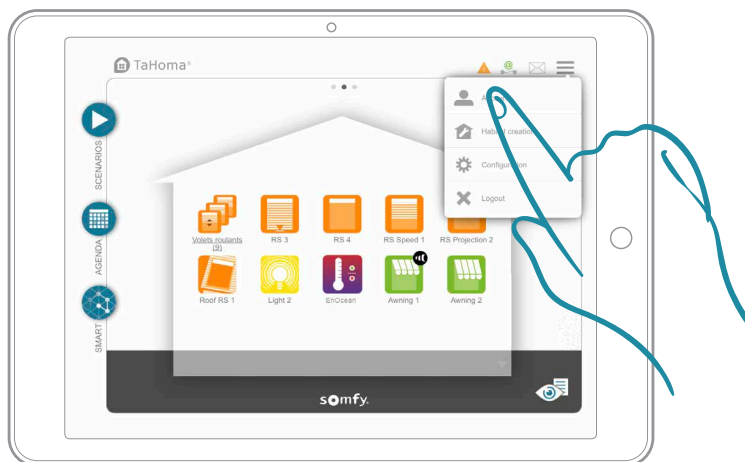 TaHoma®
Habitat creation
Configuration
Logout
SCENARIOS
AGENDA
SMART
Volets roulants
(9)
RS 3
RS 4
RS Speed 1
RS Projection 2
Roof RS 1
Light 2
EnOcean
Awning 1
Awning 2
somfy.